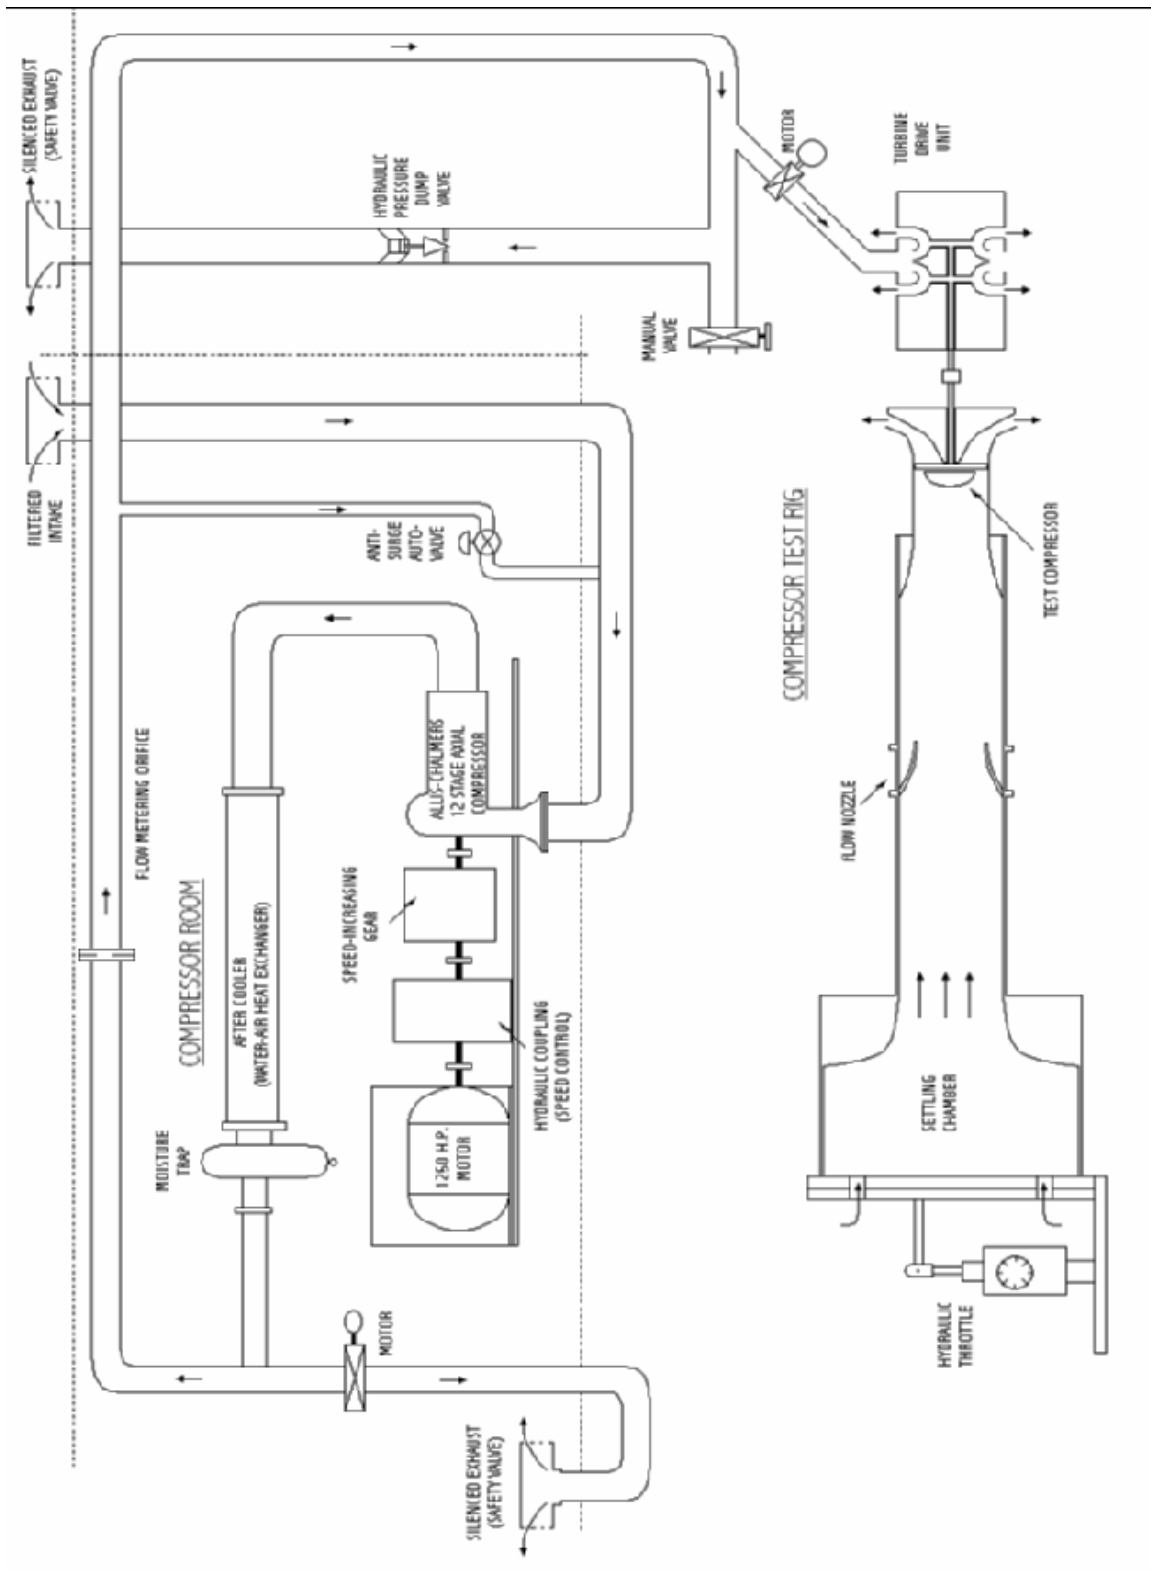 SILENCED EXHAUST
(SAFETY VALVE)
FILTERED
INTAKE
HYDRAULIC
PRESSURE
DUMP
VALVE
MOTOR
TURBINE
DRIVE
UNIT
MANUAL
VALVE
ANTI-
SURGE
AUTO-
VALVE
COMPRESSOR TEST RIG
TEST COMPRESSOR
FLOW NOZZLE
FLOW METERING ORIFICE
COMPRESSOR ROOM
AFTER COOLER
(WATER-AIR HEAT EXCHANGER)
ALLIS-CHALMERS
12 STAGE AXIAL
COMPRESSOR
SPEED-INCREASING
GEAR
HYDRAULIC COUPLING
(SPEED CONTROL)
1260 H.P.
MOTOR
MOISTURE
TRAP
MOTOR
SILENCED EXHAUST
(SAFETY VALVE)
SETTLING
CHAMBER
HYDRAULIC
THROTTLE